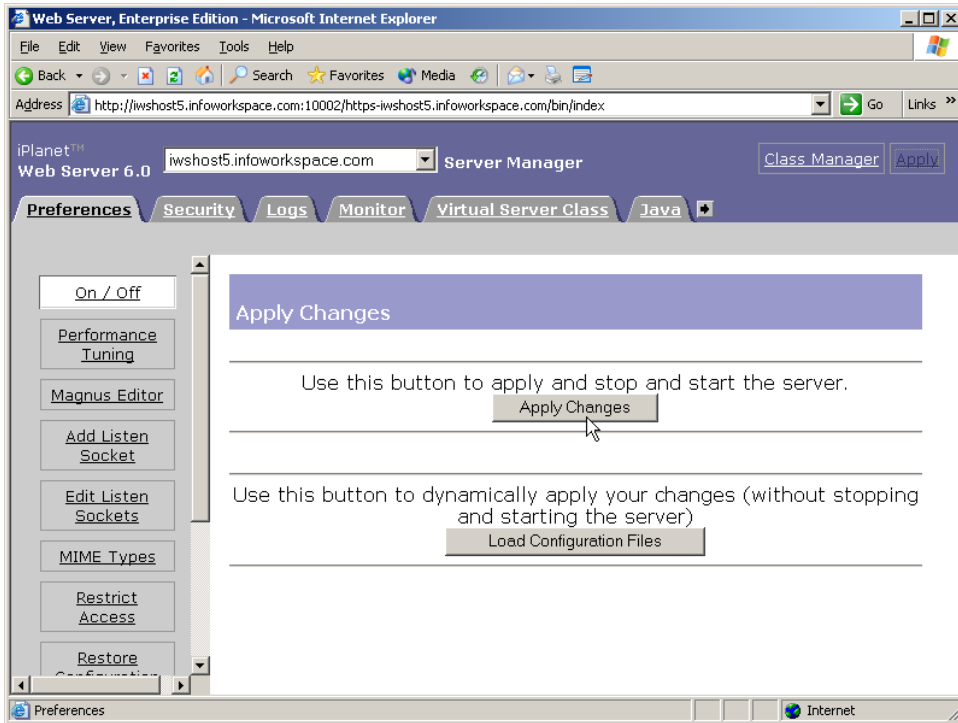 Web Server, Enterprise Edition - Microsoft Internet Explorer
File Edit View Favorites Tools Help
Back Search Favorites Media
Address http://iwshost5.infoworkspace.com:10002/https-iwshost5.infoworkspace.com/bin/index Go Links »
iPlanet™
Web Server 6.0 iwshost5.infoworkspace.com Server Manager Class Manager Apply
Preferences Security Logs Monitor Virtual Server Class Java
On / Off
Performance
Tuning
Magnus Editor
Add Listen
Socket
Edit Listen
Sockets
MIME Types
Restrict
Access
Restore
Configuration
Apply Changes
Use this button to apply and stop and start the server.
Apply Changes
Use this button to dynamically apply your changes (without stopping
and starting the server)
Load Configuration Files
Preferences Internet